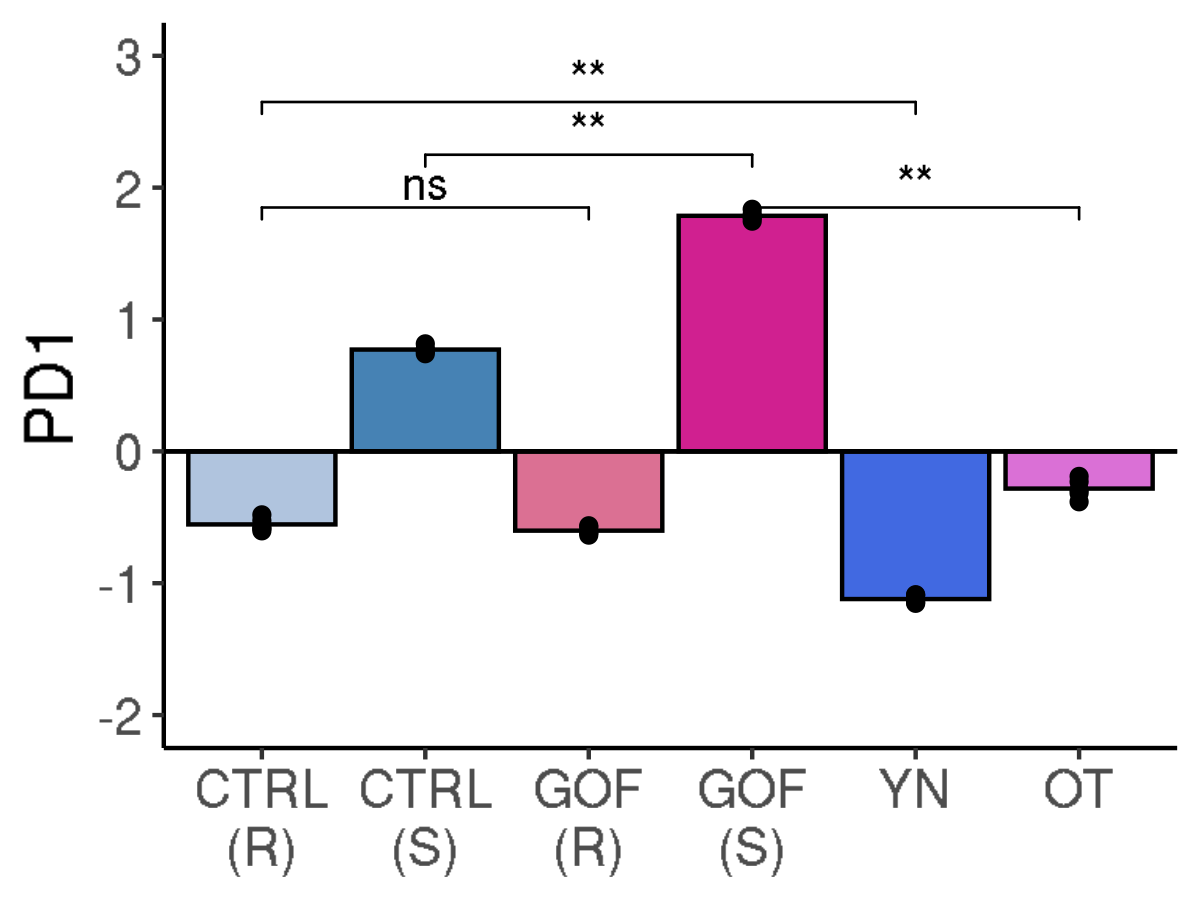 3
**
**
2
**
ns
1
PD1
0
-1
-2
CTRL (R)
CTRL (S)
GOF (R)
GOF (S)
YN
OT